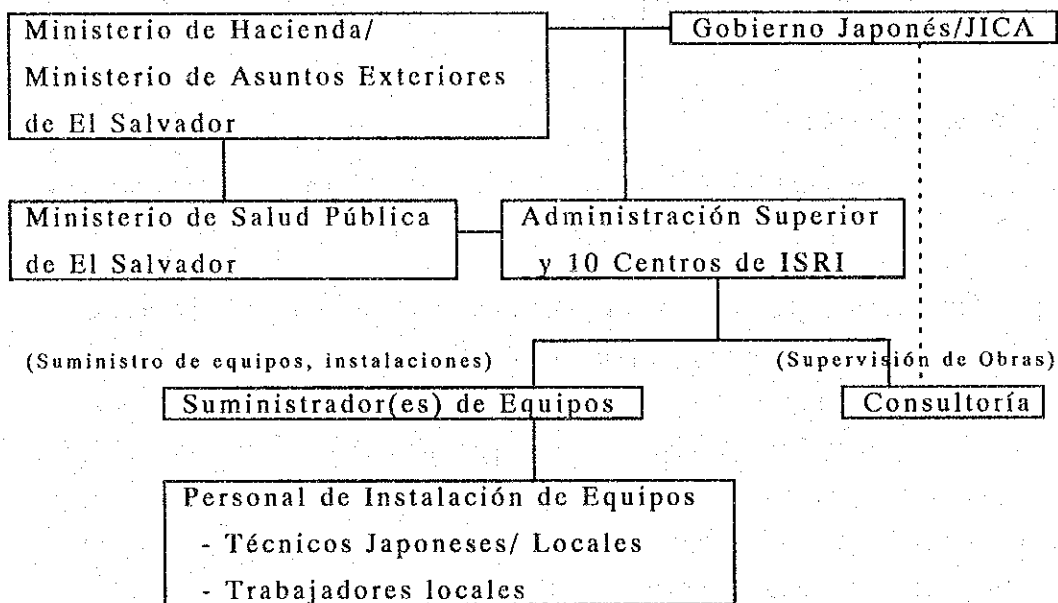 Ministerio de Hacienda/
Ministerio de Asuntos Exteriores
de El Salvador
Gobierno Japonés/JICA
Ministerio de Salud Pública
de El Salvador
Administración Superior
y 10 Centros de ISRI
(Suministro de equipos, instalaciones)
(Supervisión de Obras)
Suministrador(es) de Equipos
Consultoría
Personal de Instalación de Equipos
- Técnicos Japoneses/ Locales
- Trabajadores locales